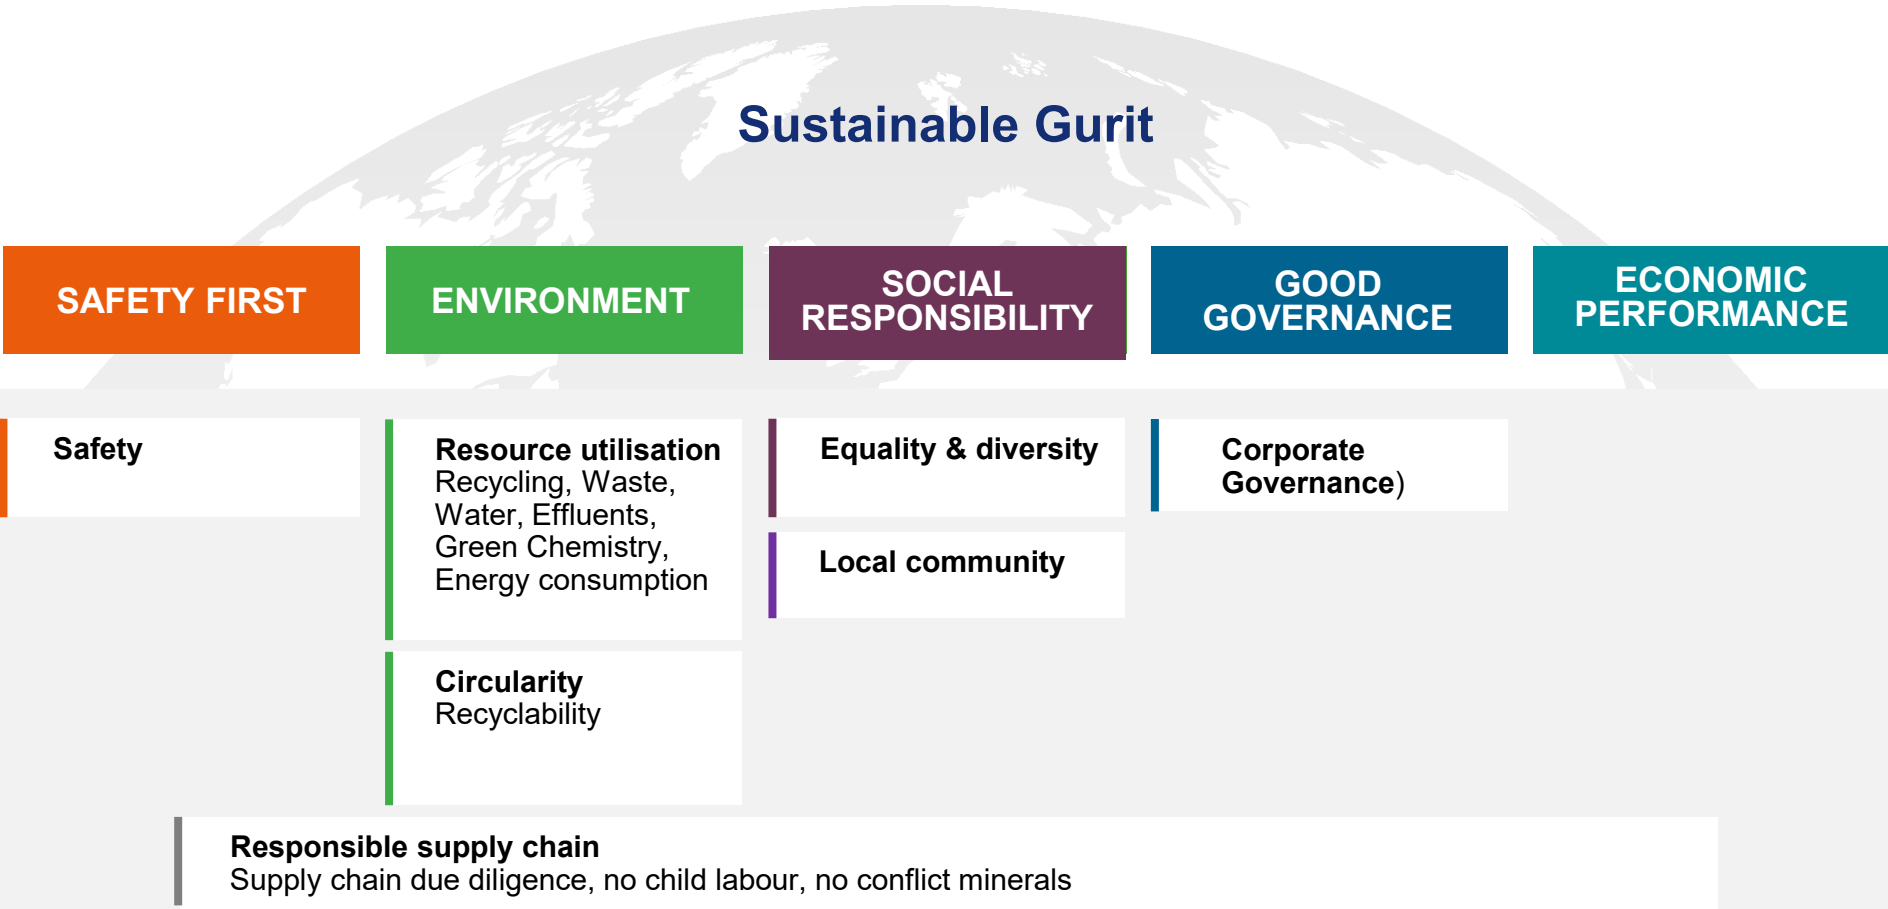 Sustainable Gurit
SAFETY FIRST
ENVIRONMENT
SOCIAL
RESPONSIBILITY
GOOD
GOVERNANCE
ECONOMIC
PERFORMANCE
Safety
Resource utilisation
Recycling, Waste,
Water, Effluents,
Green Chemistry,
Energy consumption
Circularity
Recyclability
Equality & diversity
Local community
Corporate
Governance)
Responsible supply chain
Supply chain due diligence, no child labour, no conflict minerals